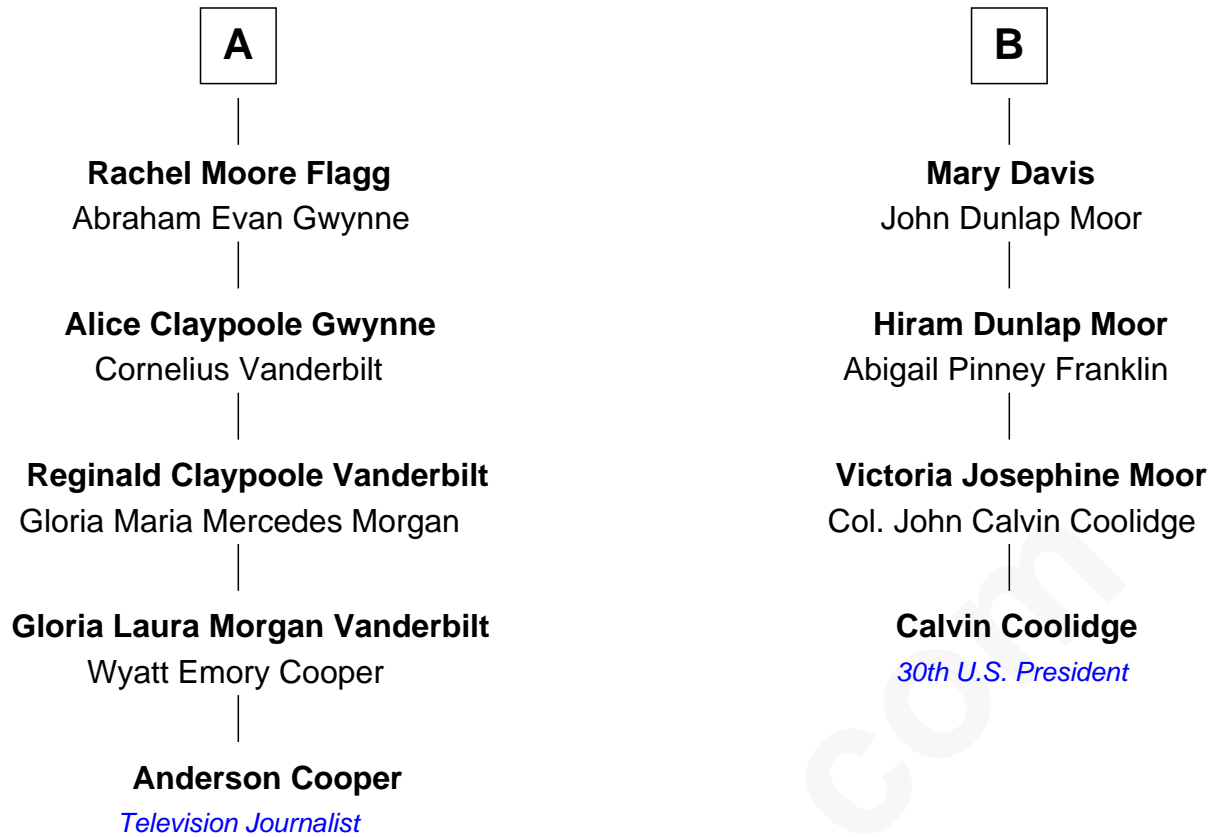 A
Rachel Moore Flagg
Abraham Evan Gwynne
Alice Claypoole Gwynne
Cornelius Vanderbilt
Reginald Claypoole Vanderbilt
Gloria Maria Mercedes Morgan
Gloria Laura Morgan Vanderbilt
Wyatt Emory Cooper
Anderson Cooper
Television Journalist
B
Mary Davis
John Dunlap Moor
Hiram Dunlap Moor
Abigail Pinney Franklin
Victoria Josephine Moor
Col. John Calvin Coolidge
Calvin Coolidge
30th U.S. President
com